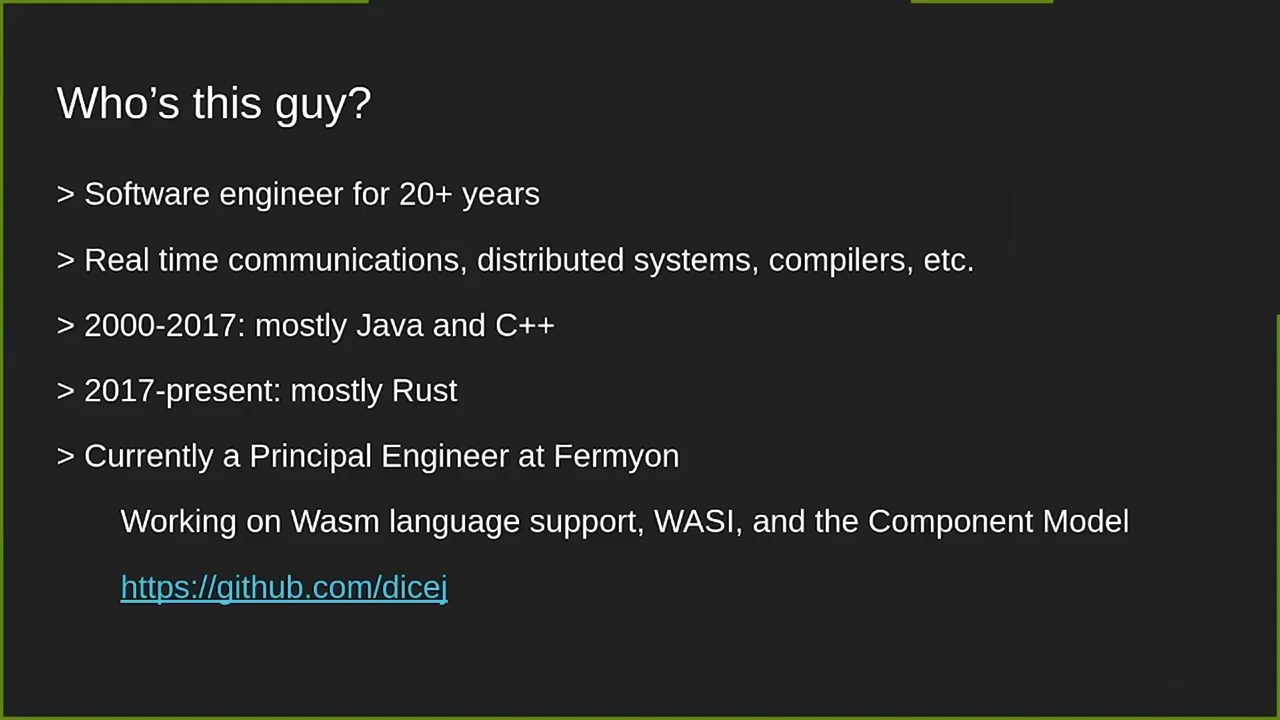 Who’s this guy?
> Software engineer for 20+ years
> Real time communications, distributed systems, compilers, etc.
> 2000-2017: mostly Java and C++
> 2017-present: mostly Rust
> Currently a Principal Engineer at Fermyon
Working on Wasm language support, WASI, and the Component Model
https://github.com/dicej